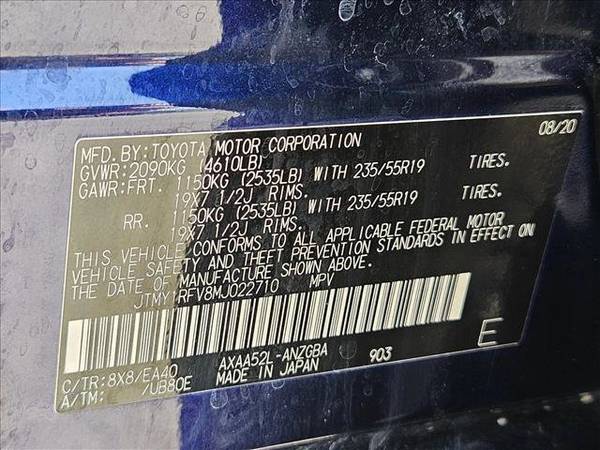 08/20
MFD. BY: TOYOTA MOTOR CORPORATION
GVWR: 2090KG (4610LB)
GAWR: FRT. 1150KG (2535LB) WITH 235/55R19 TIRES.
19X7 1/2J RIMS.
RR. 1150KG (2535LB) WITH 235/55R19 TIRES.
19X7 1/2J RIMS.
THIS VEHICLE CONFORMS TO ALL APPLICABLE FEDERAL MOTOR
VEHICLE SAFETY AND THEFT PREVENTION STANDARDS IN EFFECT ON
THE DATE OF MANUFACTURE SHOWN ABOVE.
JTMY1RFV8MJ022710 MPV
C/TR: 8X8/EA40 AXAA52L-ANZGBA 903 E
A/TM: /UB80E MADE IN JAPAN